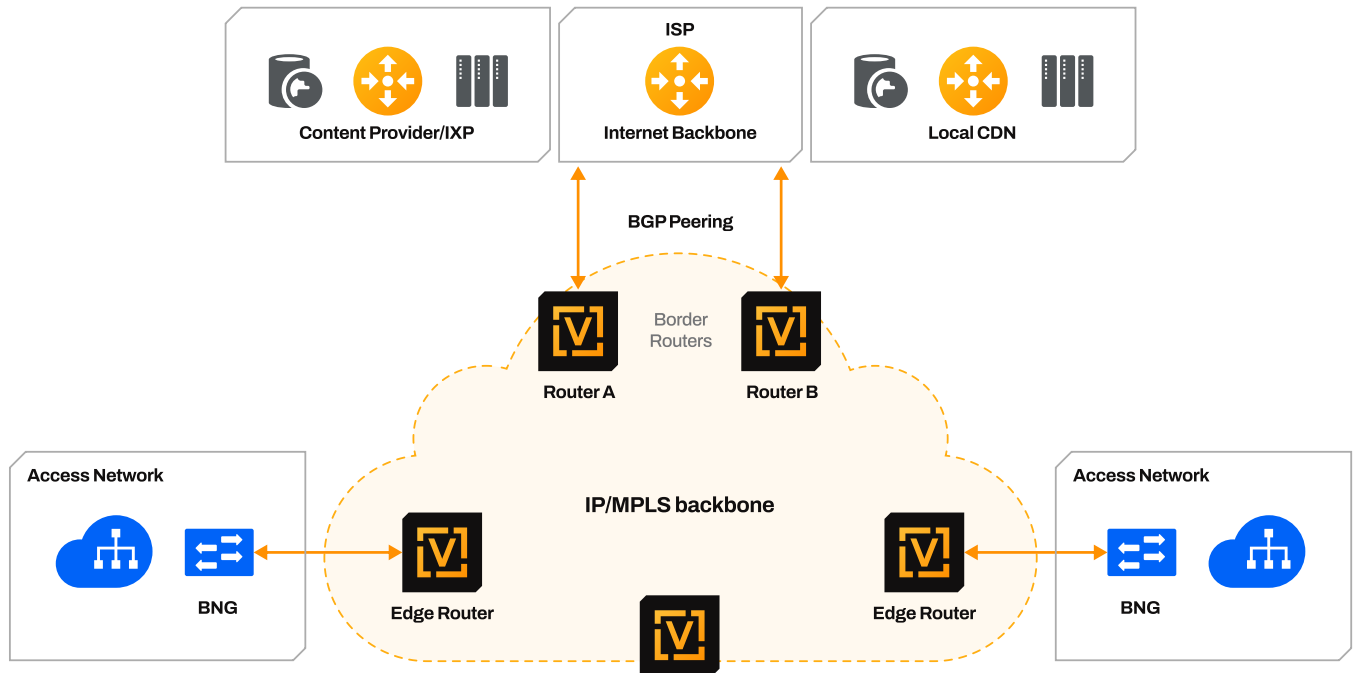 ISP
Content Provider/IXP
Internet Backbone
Local CDN
BGP Peering
Border
Routers
V
V
Router A
Router B
Access Network
Access Network
IP/MPLS backbone
V
V
BNG
Edge Router
Edge Router
BNG
V